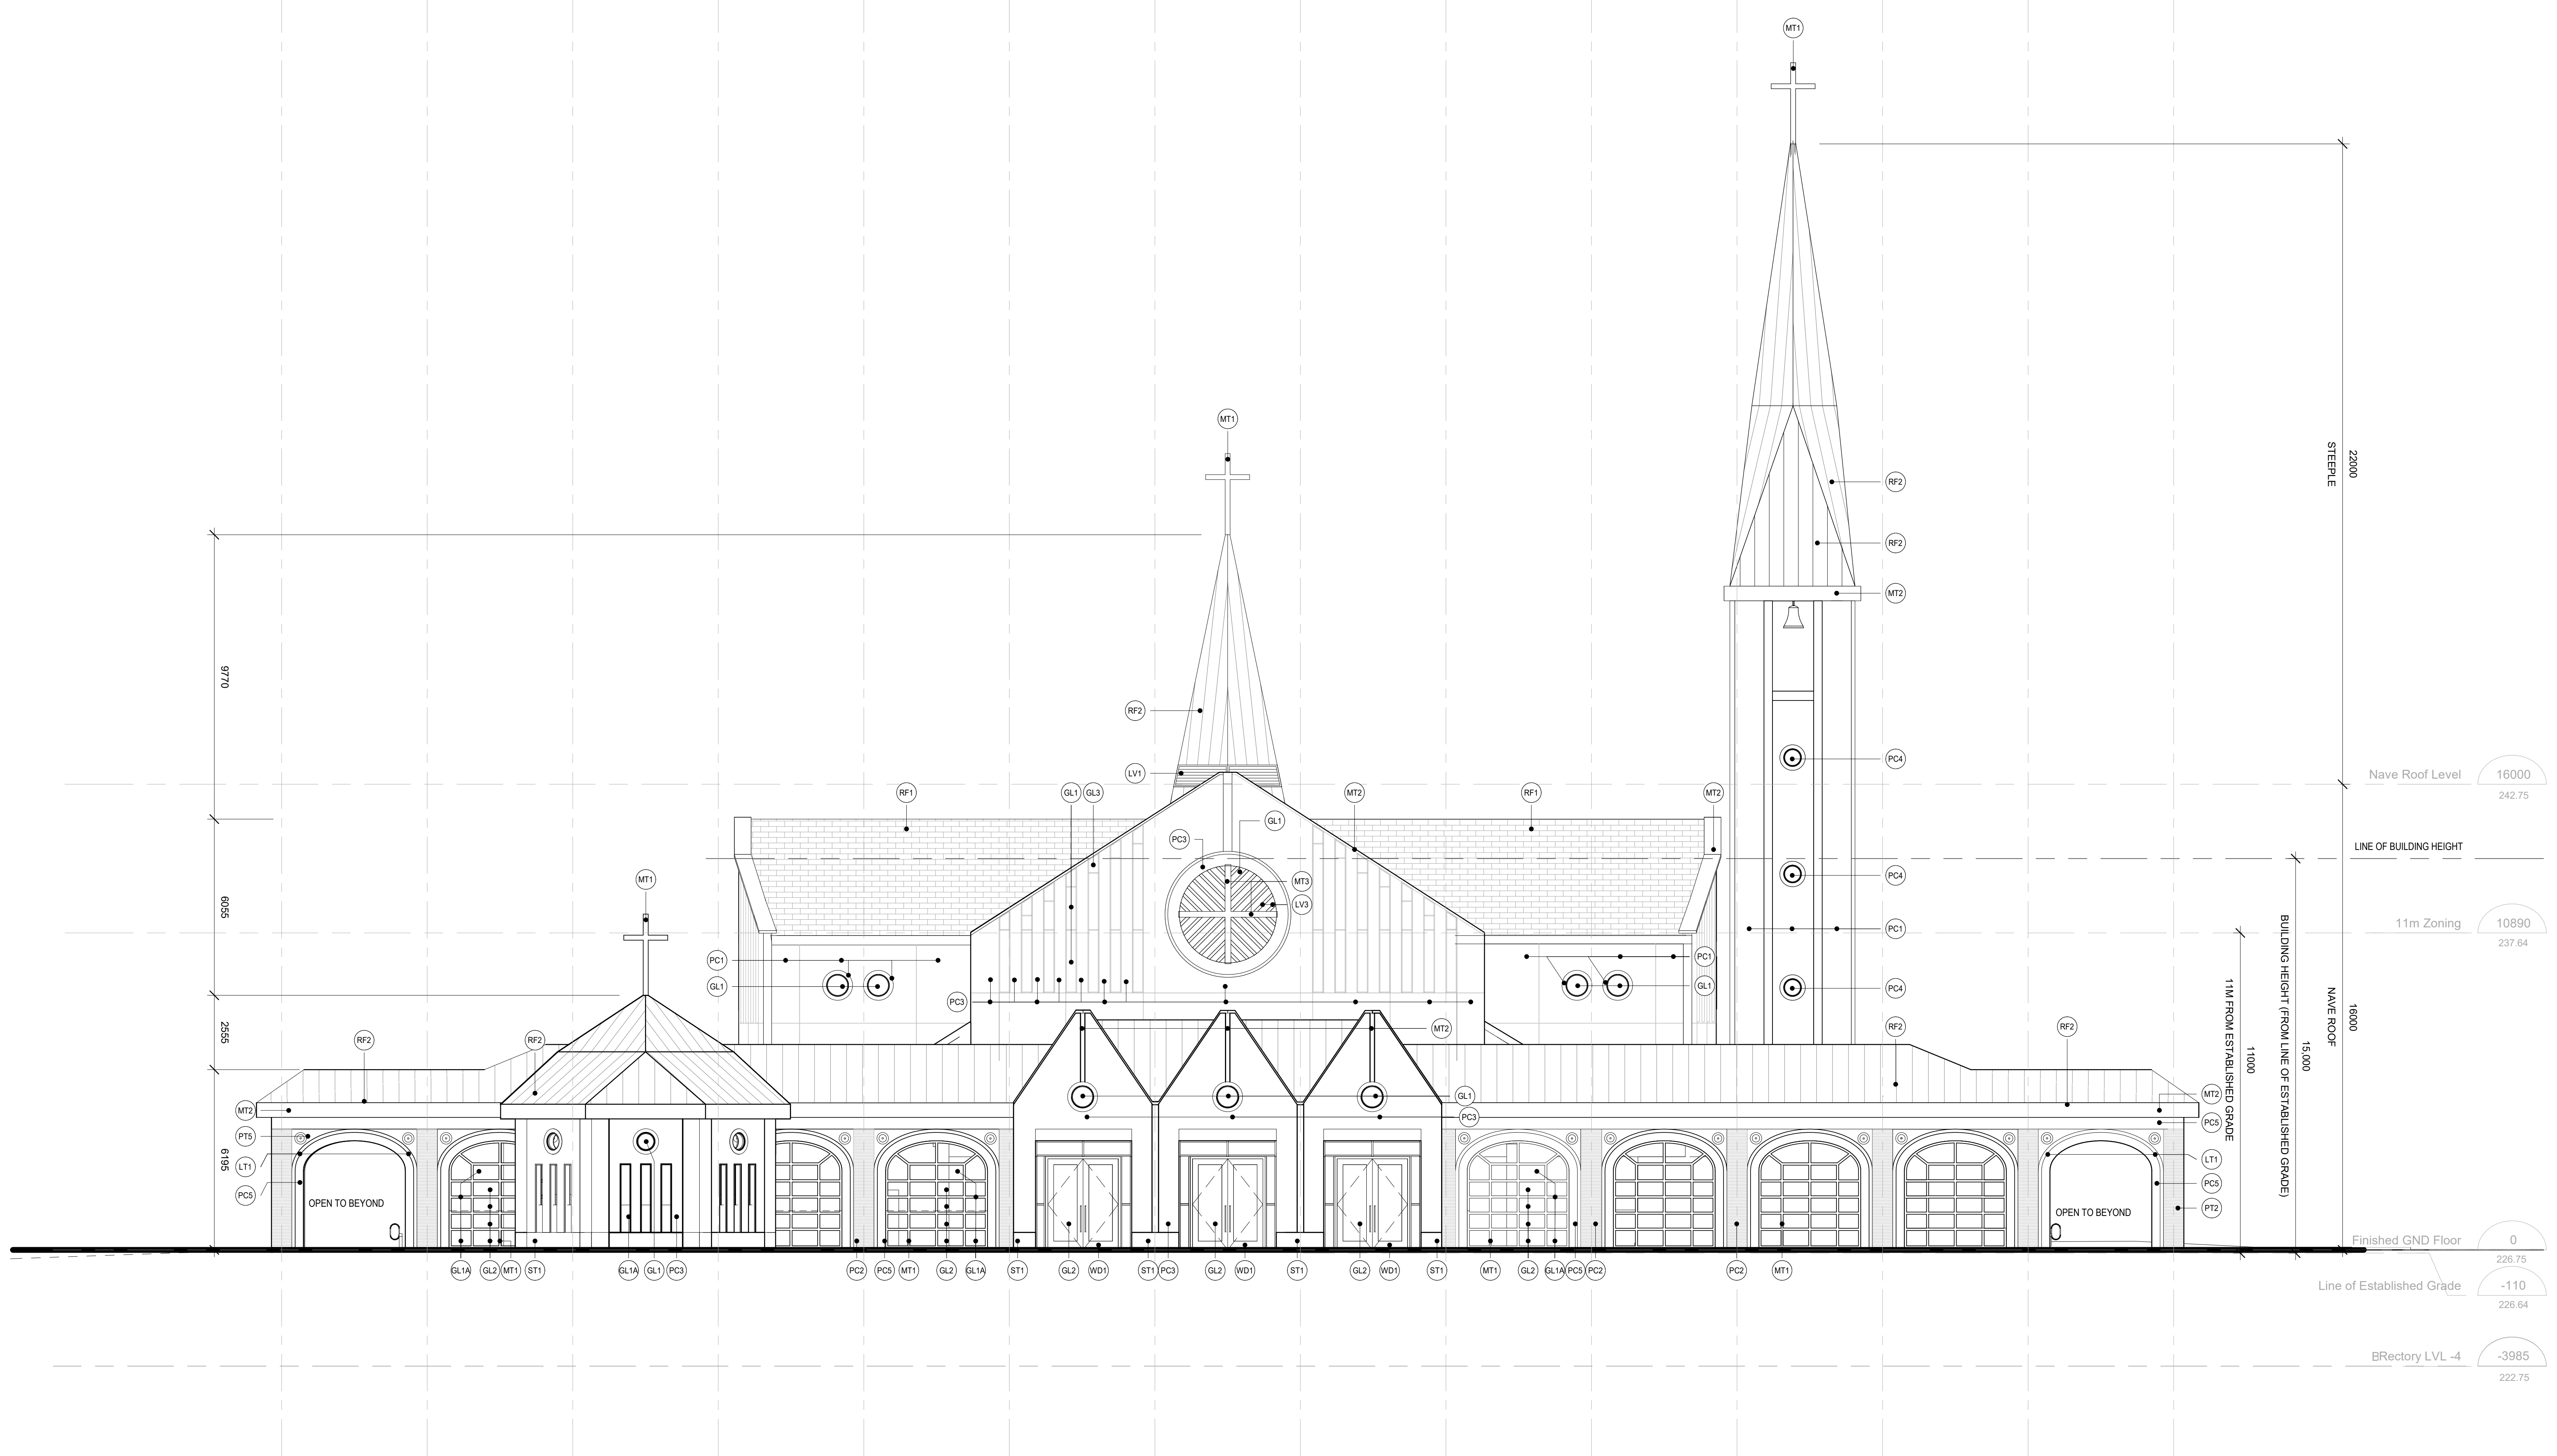 MT1
MT1
22000
STEEPLE
RF2
RF2
MT2
9770
RF2
MT1
LV1
Nave Roof Level
16000
242.75
RF1
GL1
GL3
MT2
RF1
MT2
PC4
GL1
PC3
LINE OF BUILDING HEIGHT
MT1
MT3
LV3
PC4
6055
11m Zoning
10890
237.64
PC1
PC1
PC1
GL1
GL1
PC4
PC3
16000
NAVE ROOF
15,000
BUILDING HEIGHT (FROM LINE OF ESTABLISHED GRADE)
11000
11M FROM ESTABLISHED GRADE
2555
RF2
RF2
MT2
RF2
RF2
MT2
GL1
MT2
PC3
PC5
PT5
6195
LT1
LT1
PC5
PC5
OPEN TO BEYOND
OPEN TO BEYOND
PT2
Finished GND Floor
0
226.75
GL1A
GL2
MT1
ST1
GL1A
GL1
PC3
PC2
PC5
MT1
GL2
GL1A
ST1
GL2
WD1
ST1
PC3
GL2
WD1
ST1
GL2
WD1
ST1
MT1
GL2
GL1A
PC5
PC2
PC2
MT1
Line of Established Grade
-110
226.64
BRectory LVL -4
-3985
222.75